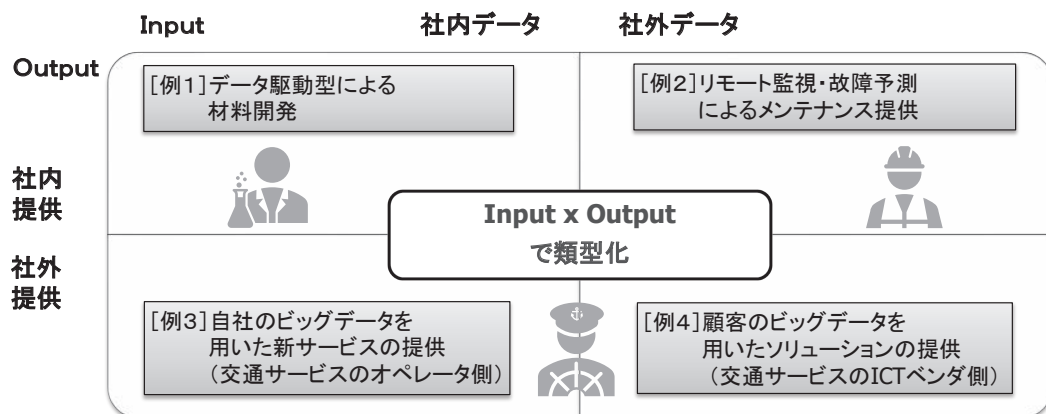 Input 社内データ 社外データ
Output
[例1]データ駆動型による
材料開発
[例2]リモート監視・故障予測
によるメンテナンス提供
社内
提供
Input x Output
で類型化
社外
提供
[例3]自社のビッグデータを
用いた新サービスの提供
(交通サービスのオペレータ側)
[例4]顧客のビッグデータを
用いたソリューションの提供
(交通サービスのICTベンダ側)